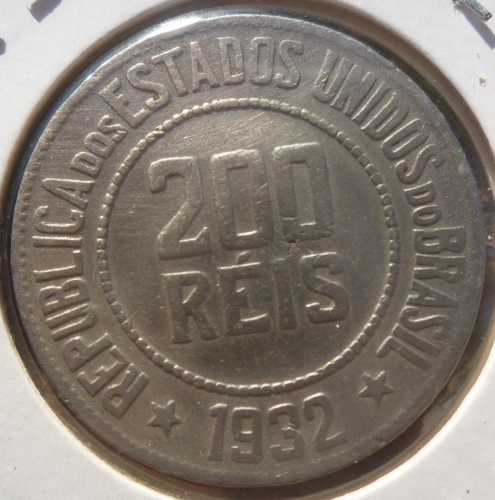 REPUBLICA DOS ESTADOS UNIDOS DO BRASIL
200
RÉIS
1932